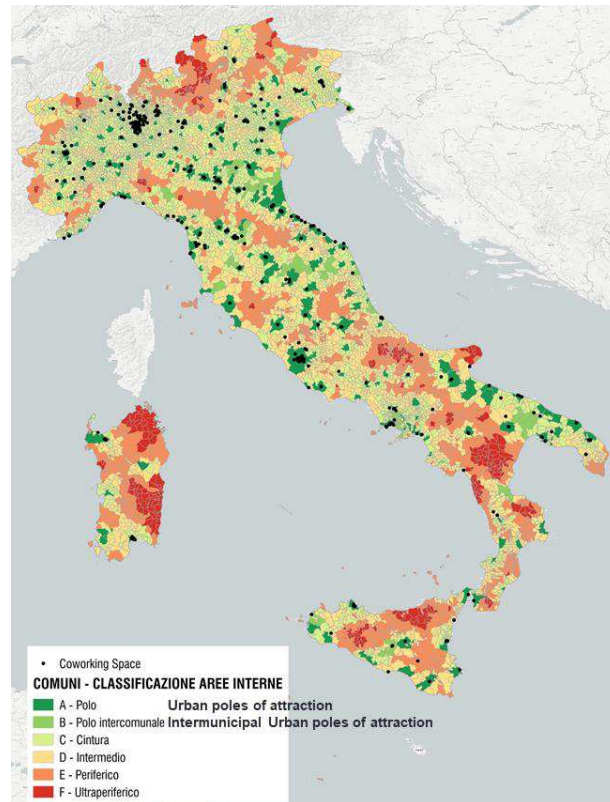 Coworking Space
COMUNI - CLASSIFICAZIONE AREE INTERNE
A - Polo Urban poles of attraction
B - Polo intercomunale Intermunicipal Urban poles of attraction
C - Cintura
D - Intermedio
E - Periferico
F - Ultraperiferico